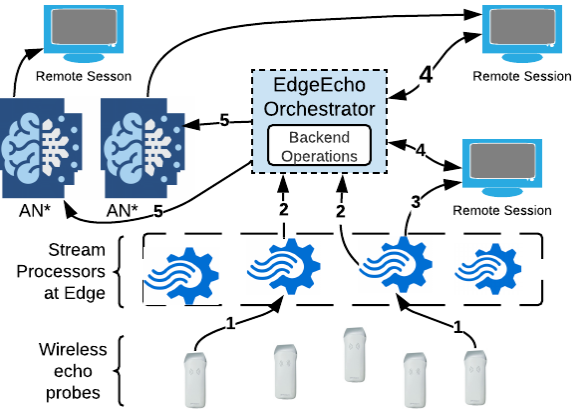 Remote Sesson
Remote Session
EdgeEcho
Orchestrator
Backend
Operations
4
5
4
AN*
AN*
5
2
2
3
Remote Session
Stream
Processors
at Edge
1
1
Wireless
echo
probes